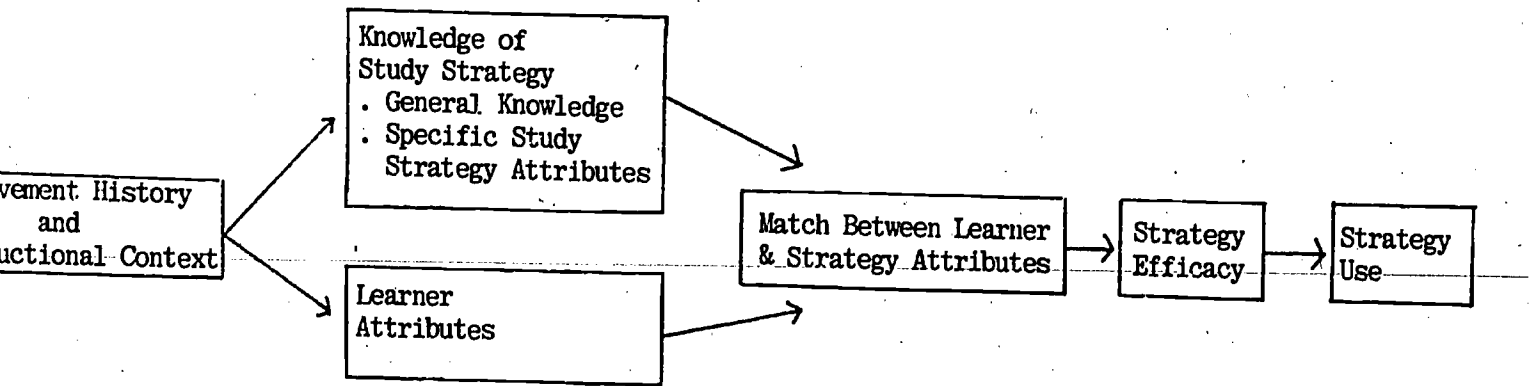 Knowledge of
Study Strategy
. General Knowledge
. Specific Study
Strategy Attributes
vement History
and
uctional Context
Learner
Attributes
Match Between Learner
& Strategy Attributes
Strategy
Efficacy
Strategy
Use